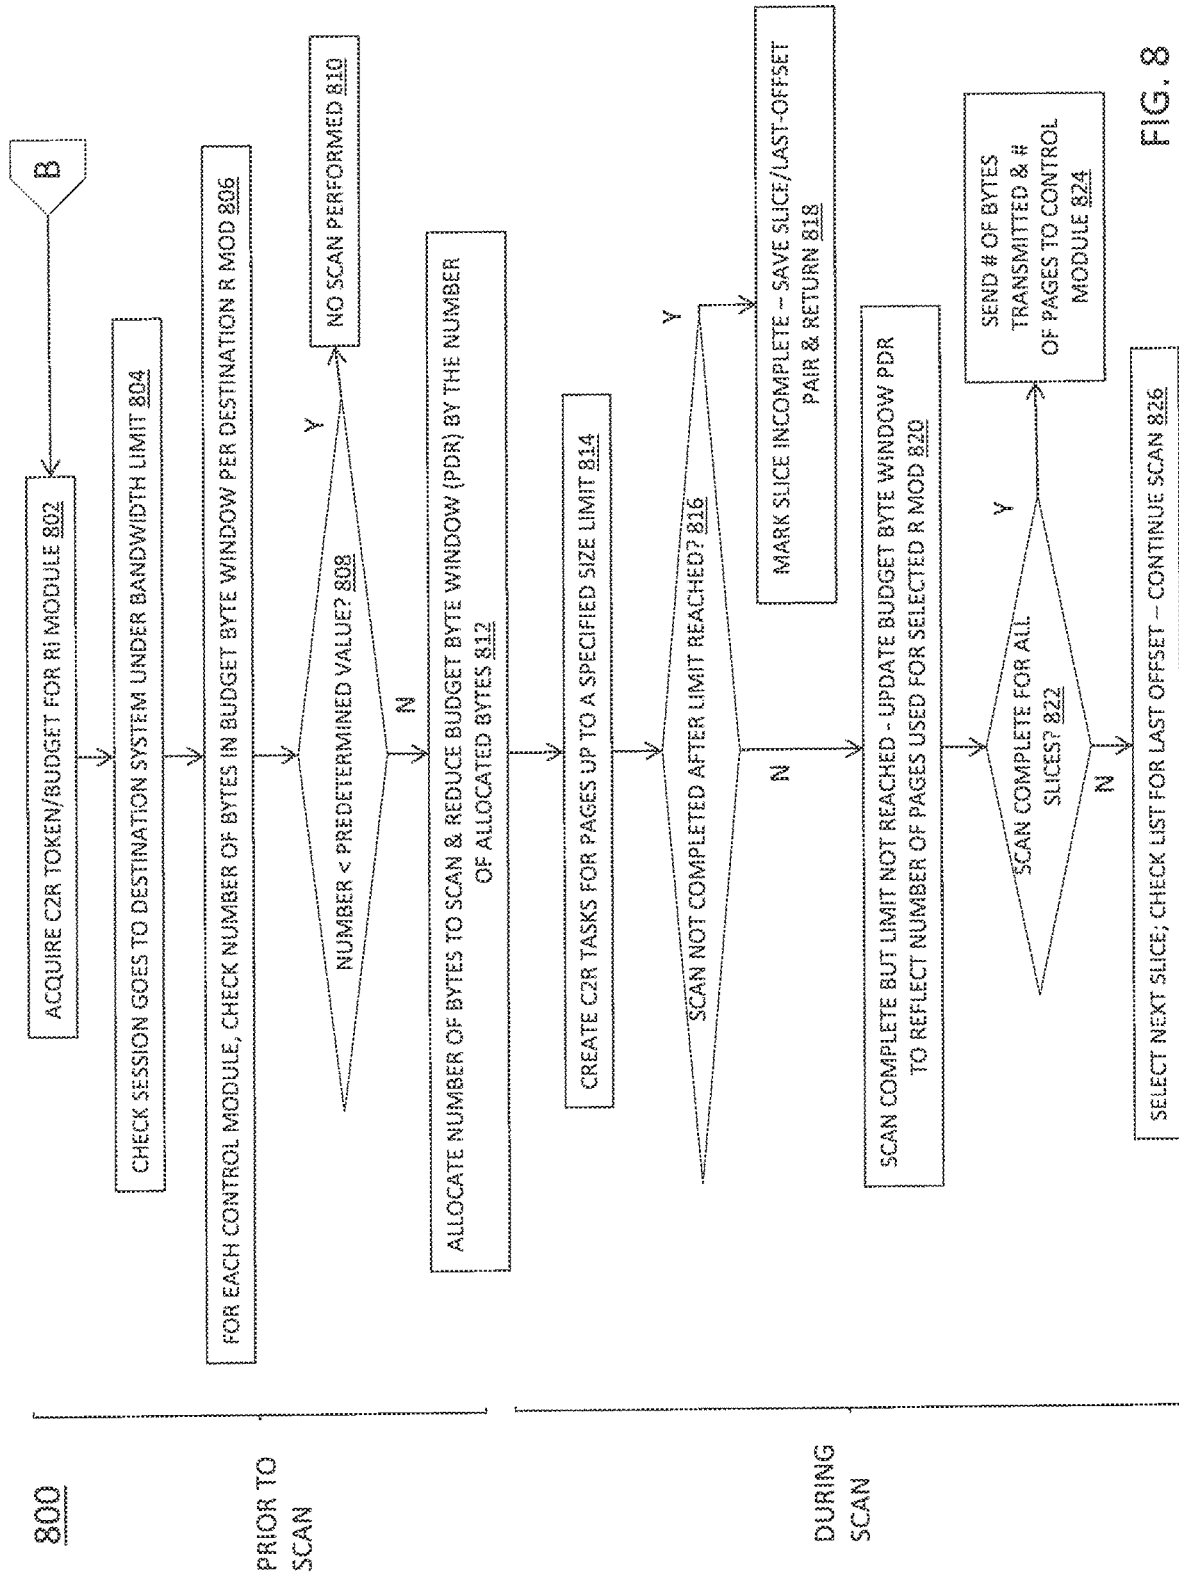 800
B
PRIOR TO
SCAN
ACQUIRE C2R TOKEN/BUDGET FOR RI MODULE 802
CHECK SESSION GOES TO DESTINATION SYSTEM UNDER BANDWIDTH LIMIT 804
FOR EACH CONTROL MODULE, CHECK NUMBER OF BYTES IN BUDGET BYTE WINDOW PER DESTINATION R MOD 806
NUMBER < PREDETERMINED VALUE? 808
Y
NO SCAN PERFORMED 810
N
ALLOCATE NUMBER OF BYTES TO SCAN & REDUCE BUDGET BYTE WINDOW (PDR) BY THE NUMBER
OF ALLOCATED BYTES 812
DURING
SCAN
CREATE C2R TASKS FOR PAGES UP TO A SPECIFIED SIZE LIMIT 814
SCAN NOT COMPLETED AFTER LIMIT REACHED? 816
Y
MARK SLICE INCOMPLETE – SAVE SLICE/LAST-OFFSET
PAIR & RETURN 818
N
SCAN COMPLETE BUT LIMIT NOT REACHED - UPDATE BUDGET BYTE WINDOW PDR
TO REFLECT NUMBER OF PAGES USED FOR SELECTED R MOD 820
SCAN COMPLETE FOR ALL
SLICES? 822
Y
SEND # OF BYTES
TRANSMITTED & #
OF PAGES TO CONTROL
MODULE 824
N
SELECT NEXT SLICE; CHECK LIST FOR LAST OFFSET – CONTINUE SCAN 826
FIG. 8